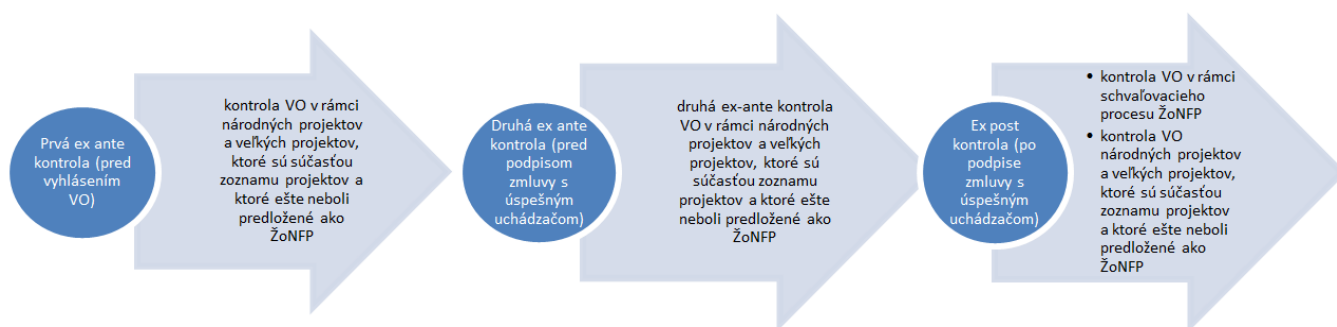 Prvá ex ante
kontrola (pred
vyhlásením
VO)
kontrola VO v rámci
národných projektov
a veľkých projektov,
ktoré sú súčasťou
zoznamu projektov a
ktoré ešte neboli
predložené ako
ŽoNFP
Druhá ex ante
kontrola (pred
podpisom
zmluvy s
úspešným
uchádzačom)
druhá ex-ante kontrola
VO v rámci národných
projektov a veľkých
projektov, ktoré sú
súčasťou zoznamu
projektov a ktoré ešte
neboli predložené ako
ŽoNFP
Ex post
kontrola (po
podpise
zmluvy s
úspešným
uchádzačom)
• kontrola VO v rámci
schvaľovacieho
procesu ŽoNFP
• kontrola VO
národných projektov
a veľkých projektov,
ktoré sú súčasťou
zoznamu projektov
a ktoré ešte neboli
predložené ako
ŽoNFP